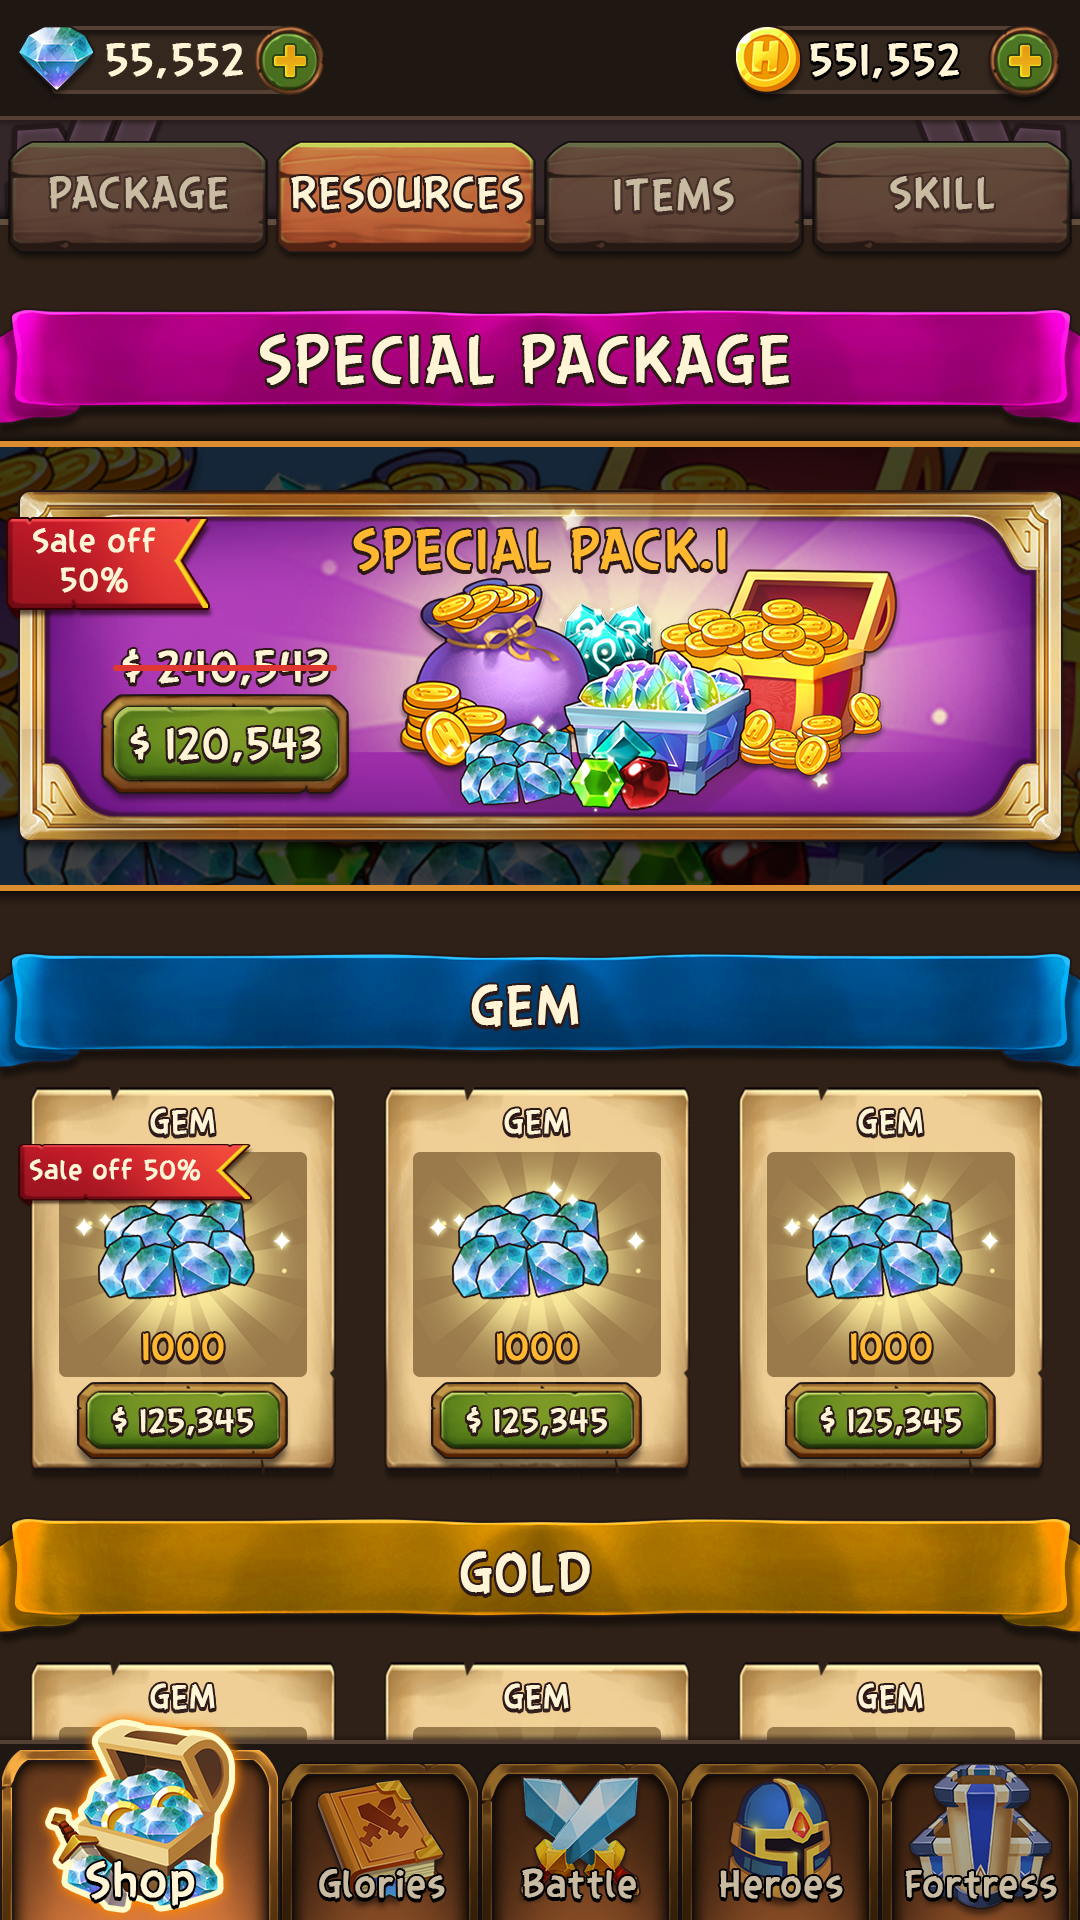 55,552
551,552
PACKAGE
RESOURCES
ITEMS
SKILL
SPECIAL PACKAGE
Sale off
50%
SPECIAL PACK.1
$ 240,543
$ 120,543
GEM
GEM
GEM
GEM
Sale off 50%
1000
1000
1000
$ 125,345
$ 125,345
$ 125,345
GOLD
GEM
GEM
GEM
Shop
Glories
Battle
Heroes
Fortress